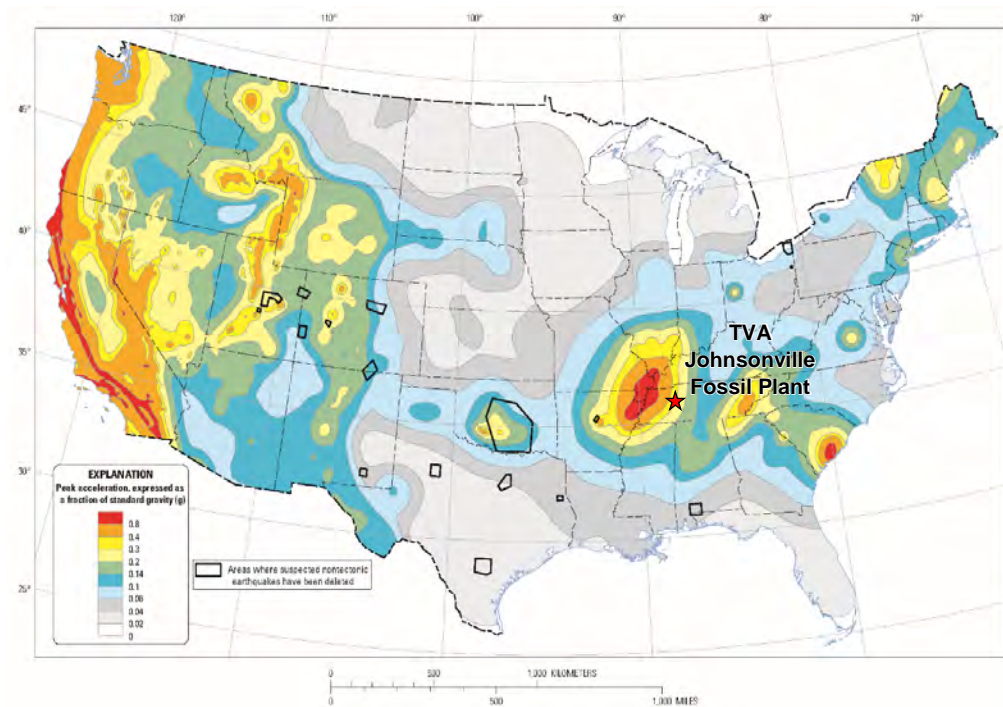 120°
110°
100°
90°
80°
70°
45°
40°
35°
30°
25°
TVA
Johnsonville
Fossil Plant
EXPLANATION
Peak acceleration, expressed as
a fraction of standard gravity (g)
0.8
0.4
0.3
0.2
0.14
0.1
0.06
0.04
0.02
0
Areas where suspected nontectonic
earthquakes have been deleted
0 500 1,000 KILOMETERS
0 500 1,000 MILES